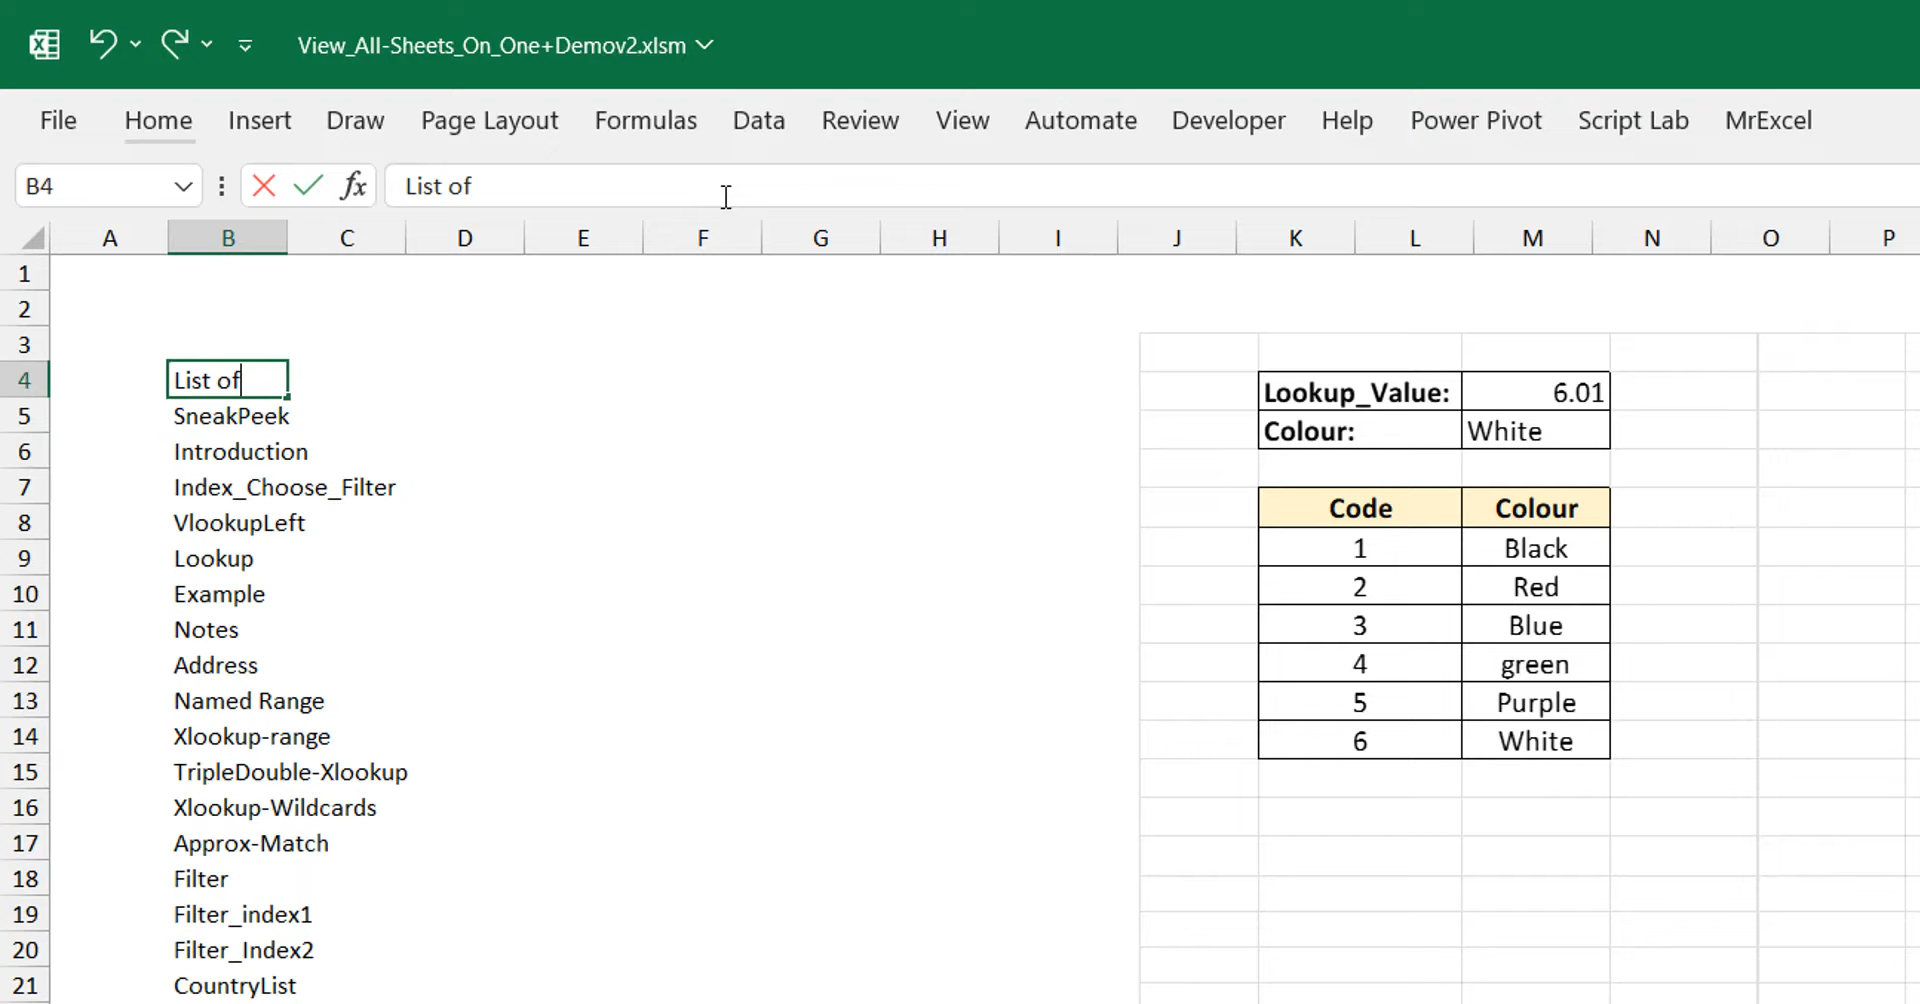 View_All-Sheets_On_One+Demov2.xlsm
File Home Insert Draw Page Layout Formulas Data Review View Automate Developer Help Power Pivot Script Lab MrExcel
B4 fx List of
A B C D E F G H I J K L M N O P
1
2
3
4 List of Lookup_Value: 6.01
5 SneakPeek Colour: White
6 Introduction
7 Index_Choose_Filter Code Colour
8 VlookupLeft 1 Black
9 Lookup 2 Red
10 Example 3 Blue
11 Notes 4 green
12 Address 5 Purple
13 Named Range 6 White
14 Xlookup-range
15 TripleDouble-Xlookup
16 Xlookup-Wildcards
17 Approx-Match
18 Filter
19 Filter_index1
20 Filter_Index2
21 CountryList